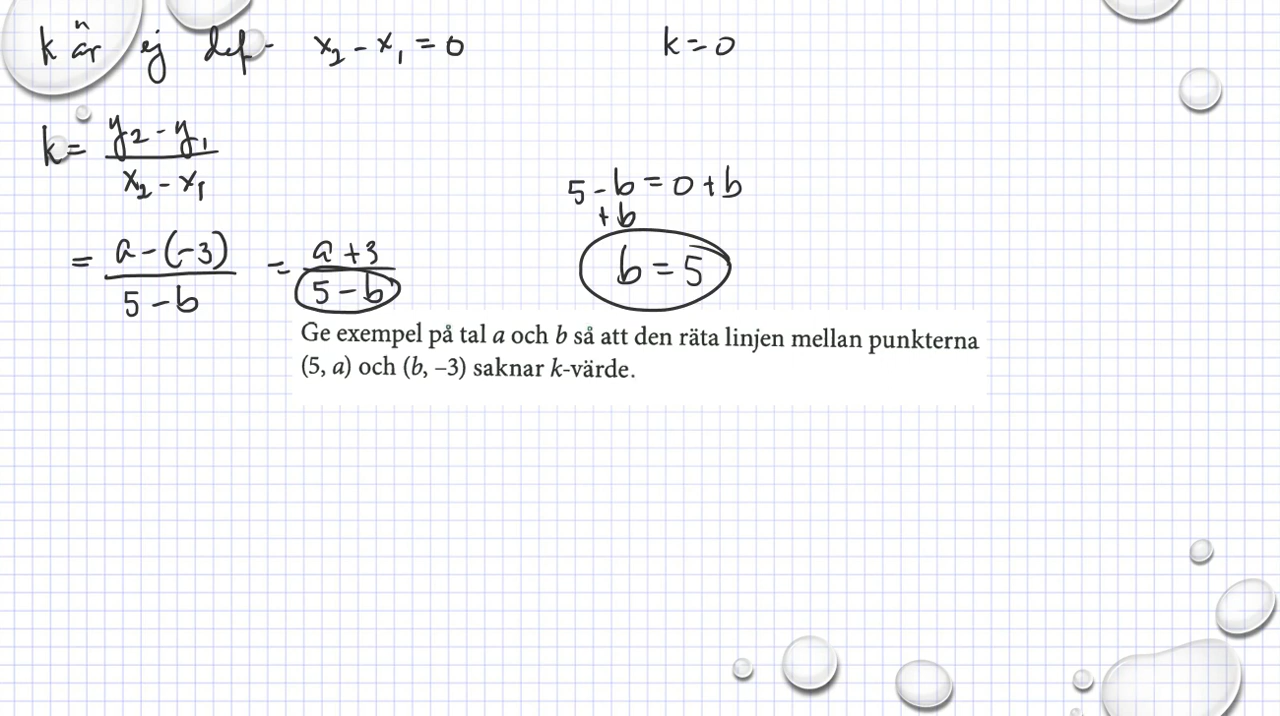 k är ej def - x₂ - x₁ = 0
k = 0
k = (y₂ - y₁)/(x₂ - x₁)
= (a - (-3))/(5 - b) = (a + 3)/(5 - b)
5 - b = 0 + b
+ b
b = 5
Ge exempel på tal a och b så att den räta linjen mellan punkterna
(5, a) och (b, –3) saknar k-värde.